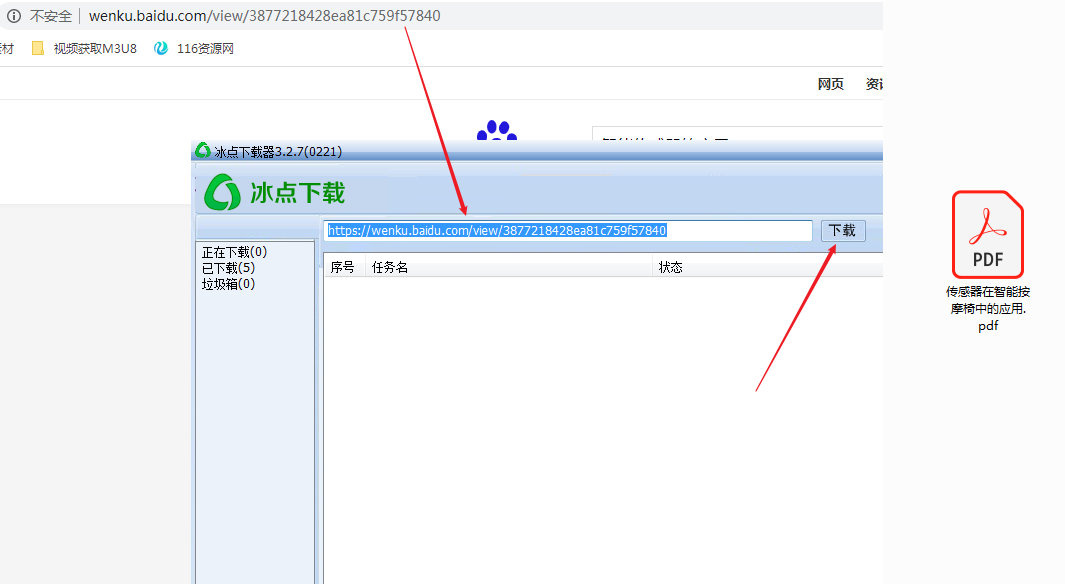 不安全 wenku.baidu.com/view/3877218428ea81c759f57840
材 视频获取M3U8 116资源网
网页
冰点下载器3.2.7(0221)
冰点下载
https://wenku.baidu.com/view/3877218428ea81c759f57840 下载
正在下载(0)
已下载(5)
垃圾箱(0)
序号 任务名 状态
PDF
传感器在智能按
摩椅中的应用.
pdf